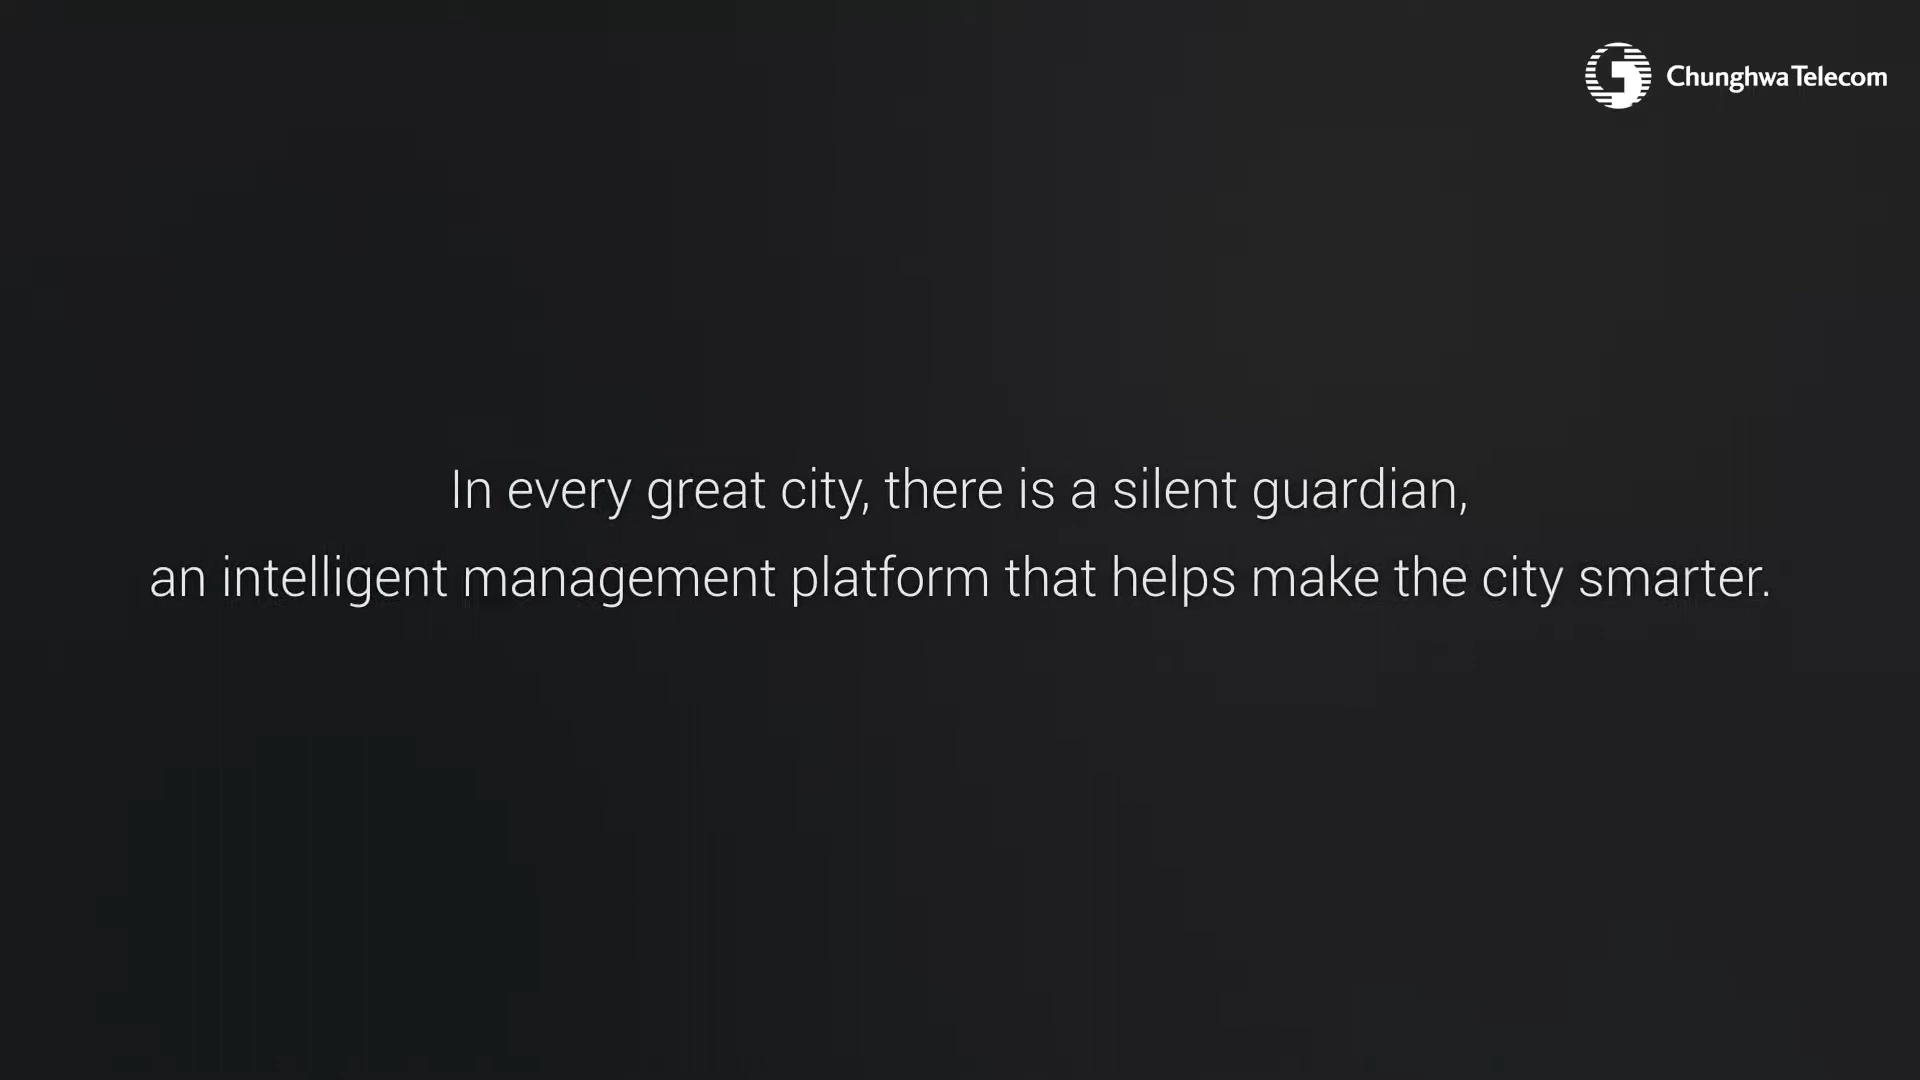 Chunghwa Telecom
In every great city, there is a silent guardian,
an intelligent management platform that helps make the city smarter.